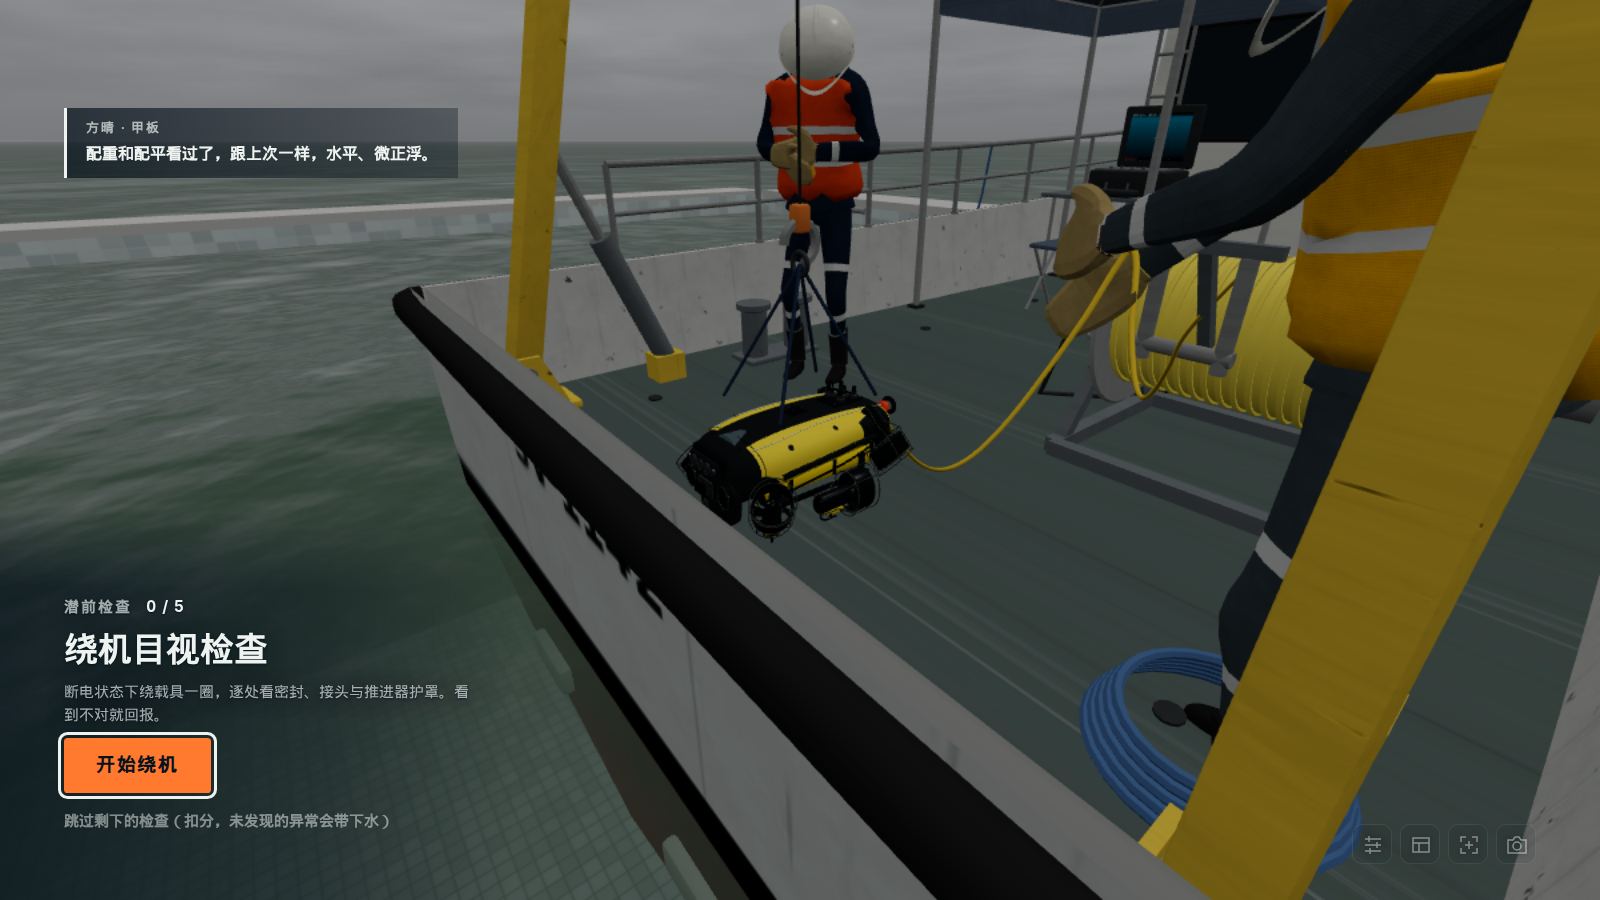 方晴 · 甲板
配重和配平看过了，跟上次一样，水平、微正浮。
潜前检查 0 / 5
绕机目视检查
断电状态下绕载具一圈，逐处看密封、接头与推进器护罩。看
到不对就回报。
开始绕机
跳过剩下的检查（扣分，未发现的异常会带下水）